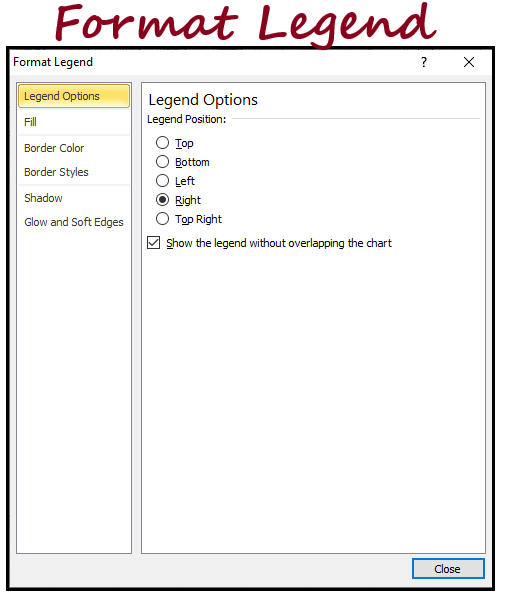 Format Legend
Format Legend ?
Legend Options
Fill
Border Color
Border Styles
Shadow
Glow and Soft Edges
Legend Options
Legend Position:
Top
Bottom
Left
Right
Top Right
Show the legend without overlapping the chart
Close